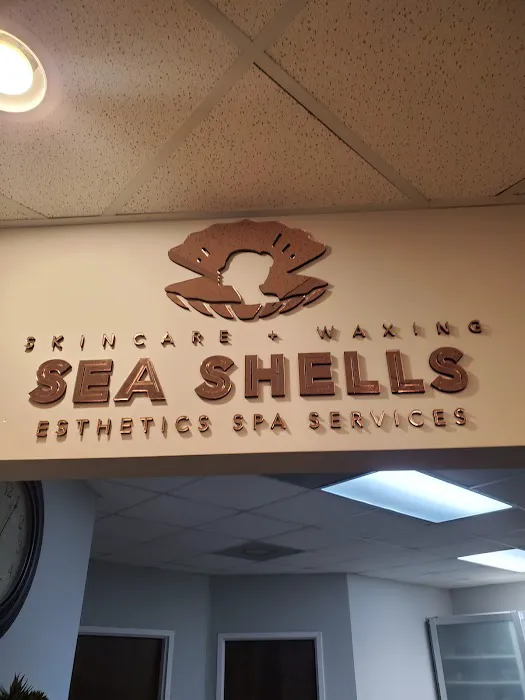 SKINCARE + WAXING
SEA SHELLS
ESTHETICS SPA SERVICES